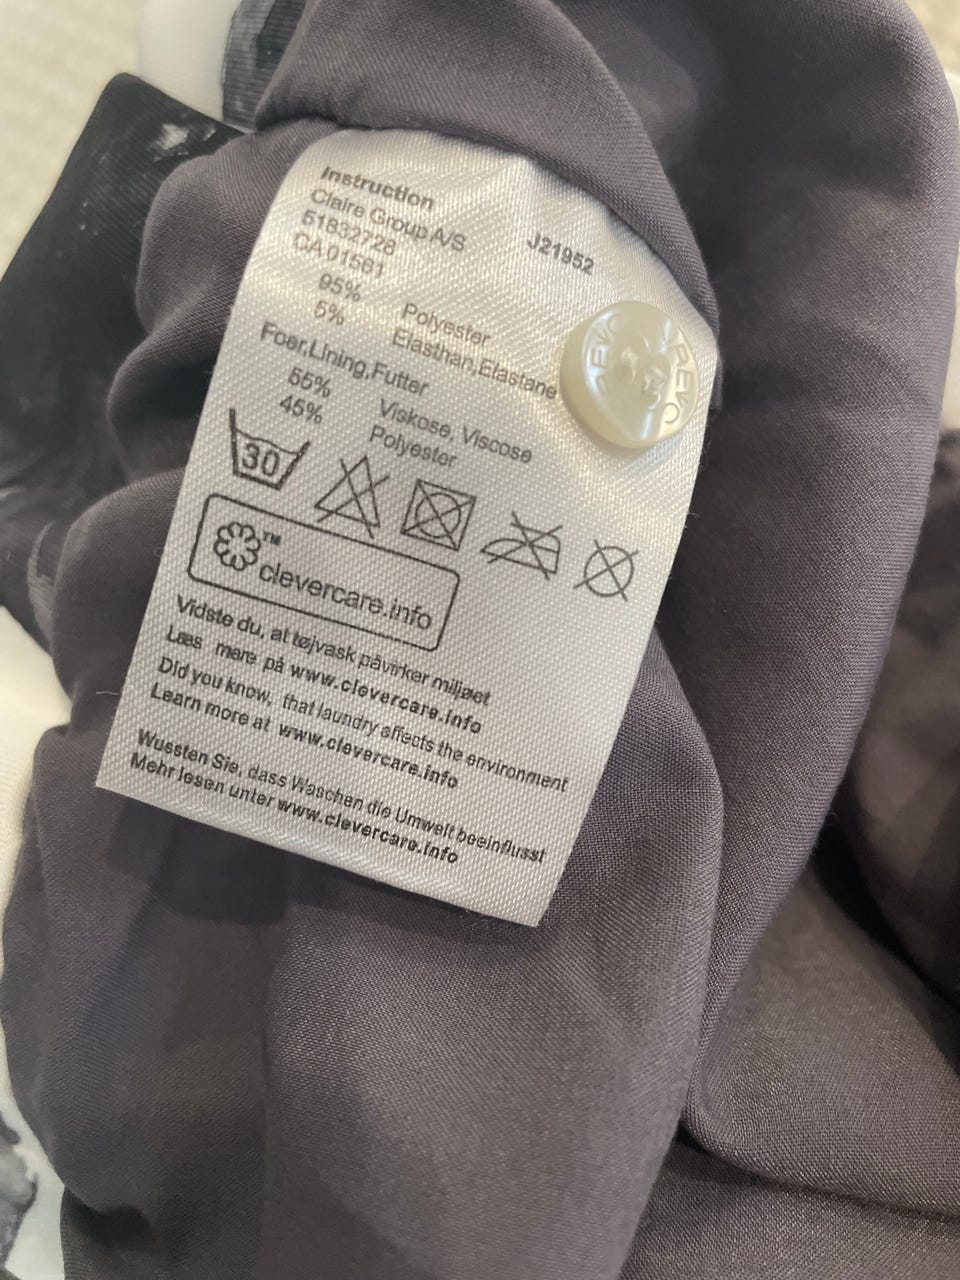 Instruction
Claire Group A/S
51832728
CA 01561
J21952
95% Polyester
5% Elasthan, Elastane
Foer, Lining, Futter
55% Viskose, Viscose
45% Polyester
30
™
clevercare.info
Vidste du, at tøjvask påvirker miljøet
Læs mere på www.clevercare.info
Did you know, that laundry affects the environment
Learn more at www.clevercare.info
Wussten Sie, dass Waschen die Umwelt beeinflusst
Mehr lesen unter www.clevercare.info